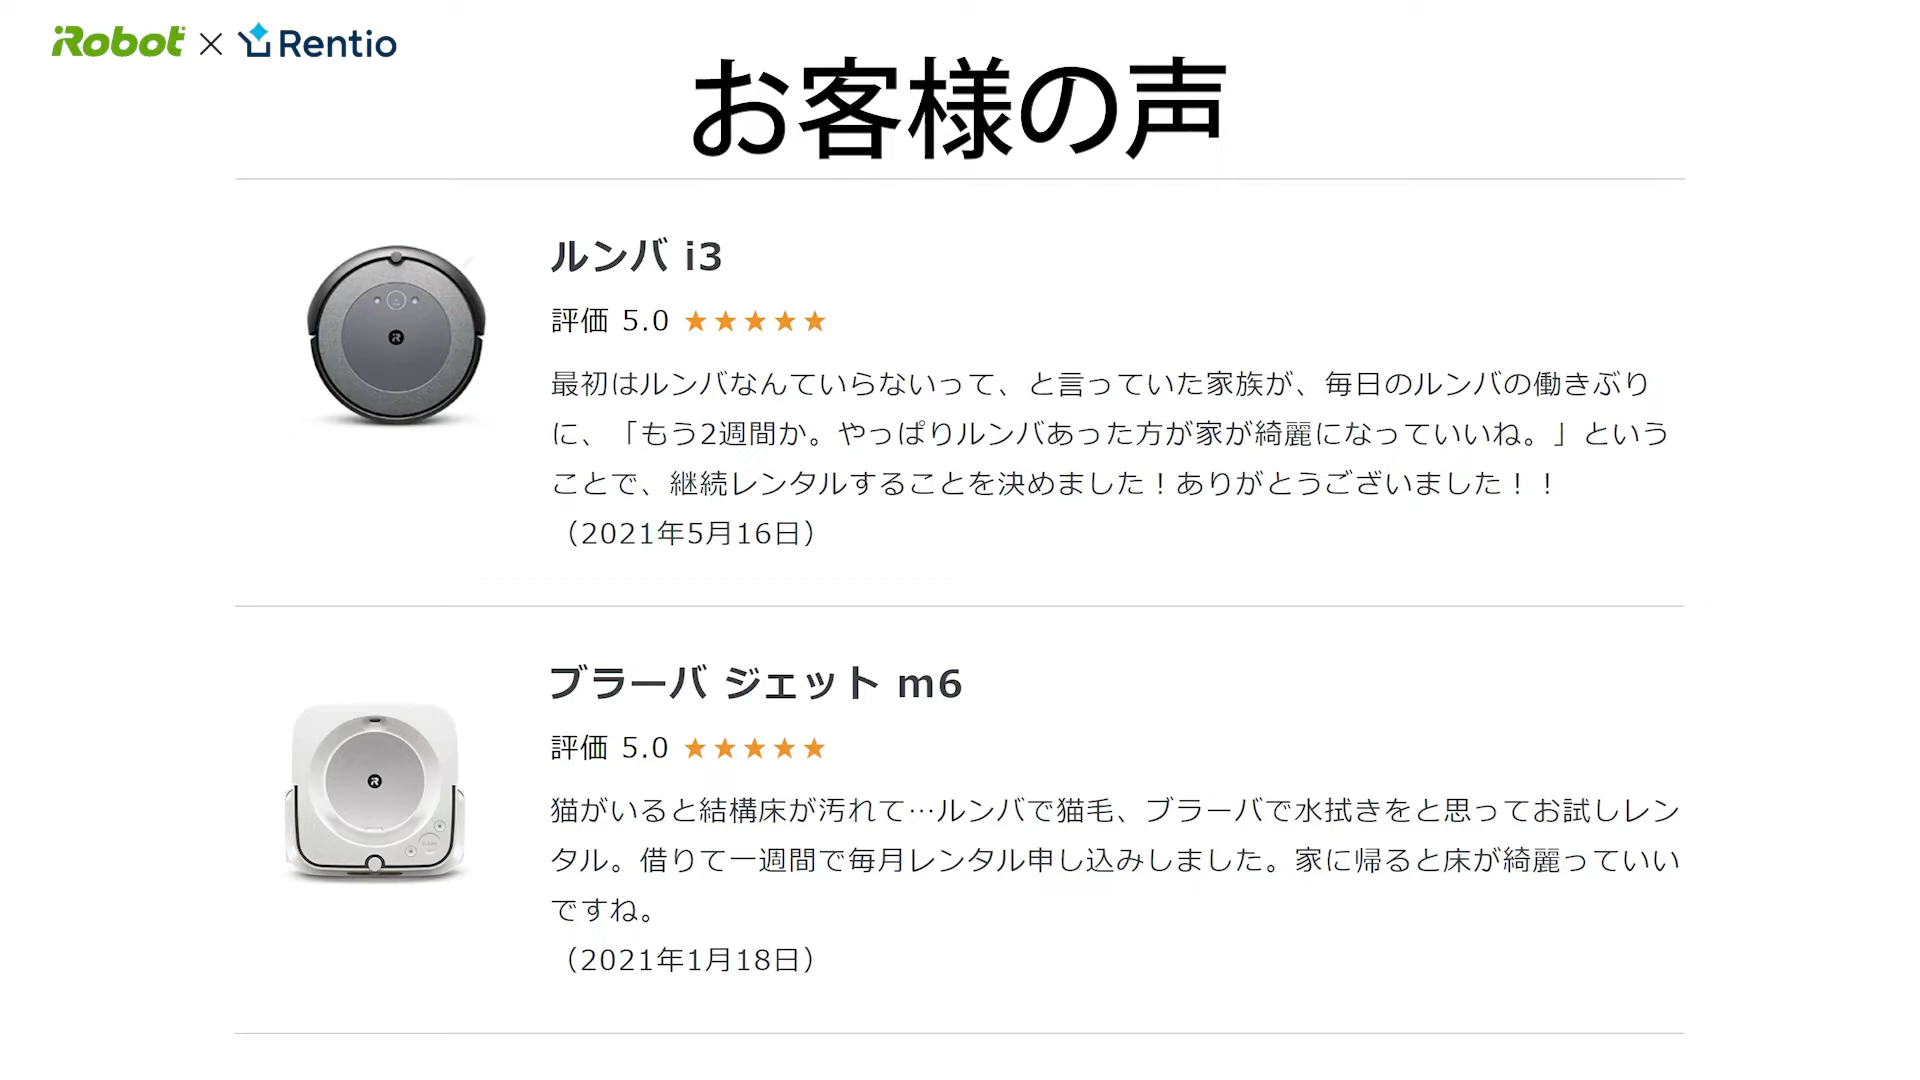 iRobot × Rentio
お客様の声
ルンバ i3
評価 5.0 ★★★★★
最初はルンバなんていらないって、と言っていた家族が、毎日のルンバの働きぶり
に、「もう2週間か。やっぱりルンバあった方が家が綺麗になっていいね。」という
ことで、継続レンタルすることを決めました！ありがとうございました！！
（2021年5月16日）
ブラーバ ジェット m6
評価 5.0 ★★★★★
猫がいると結構床が汚れて…ルンバで猫毛、ブラーバで水拭きをと思ってお試しレン
タル。借りて一週間で毎月レンタル申し込みしました。家に帰ると床が綺麗っていい
ですね。
（2021年1月18日）